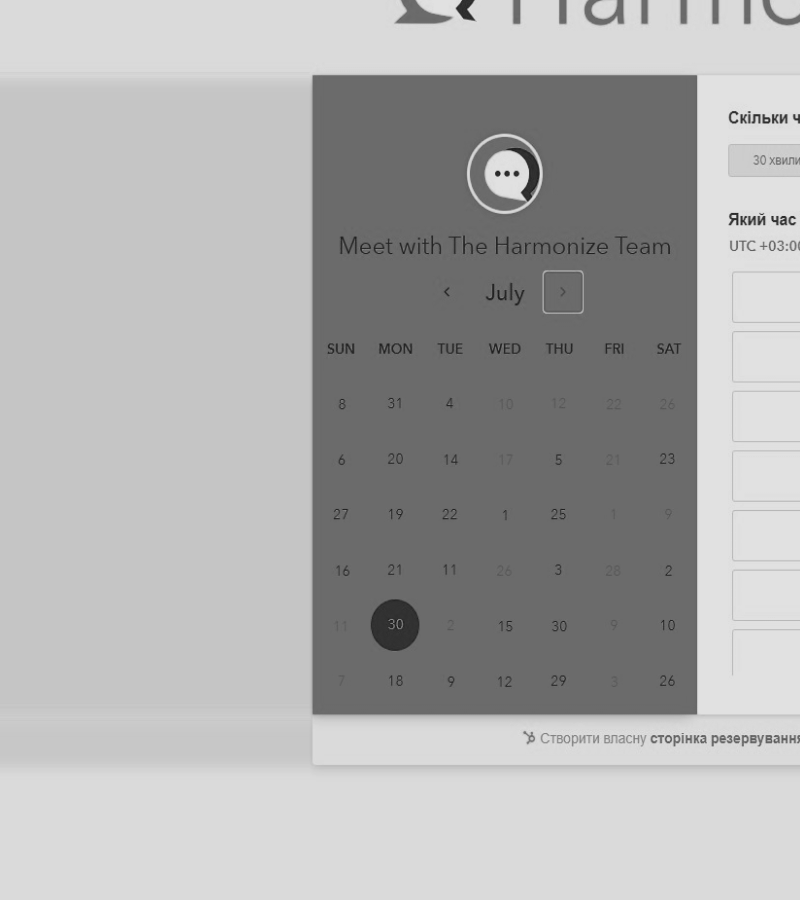 Harmo
Meet with The Harmonize Team
July
SUN MON TUE WED THU FRI SAT
8 31 4 10 12 22 26
6 20 14 17 5 21 23
27 19 22 1 25 1 9
16 21 11 26 3 28 2
11 30 2 15 30 9 10
7 18 9 12 29 3 26
Скільки ч
30 хвили
Який час
UTC +03:00
Створити власну сторінка резервування